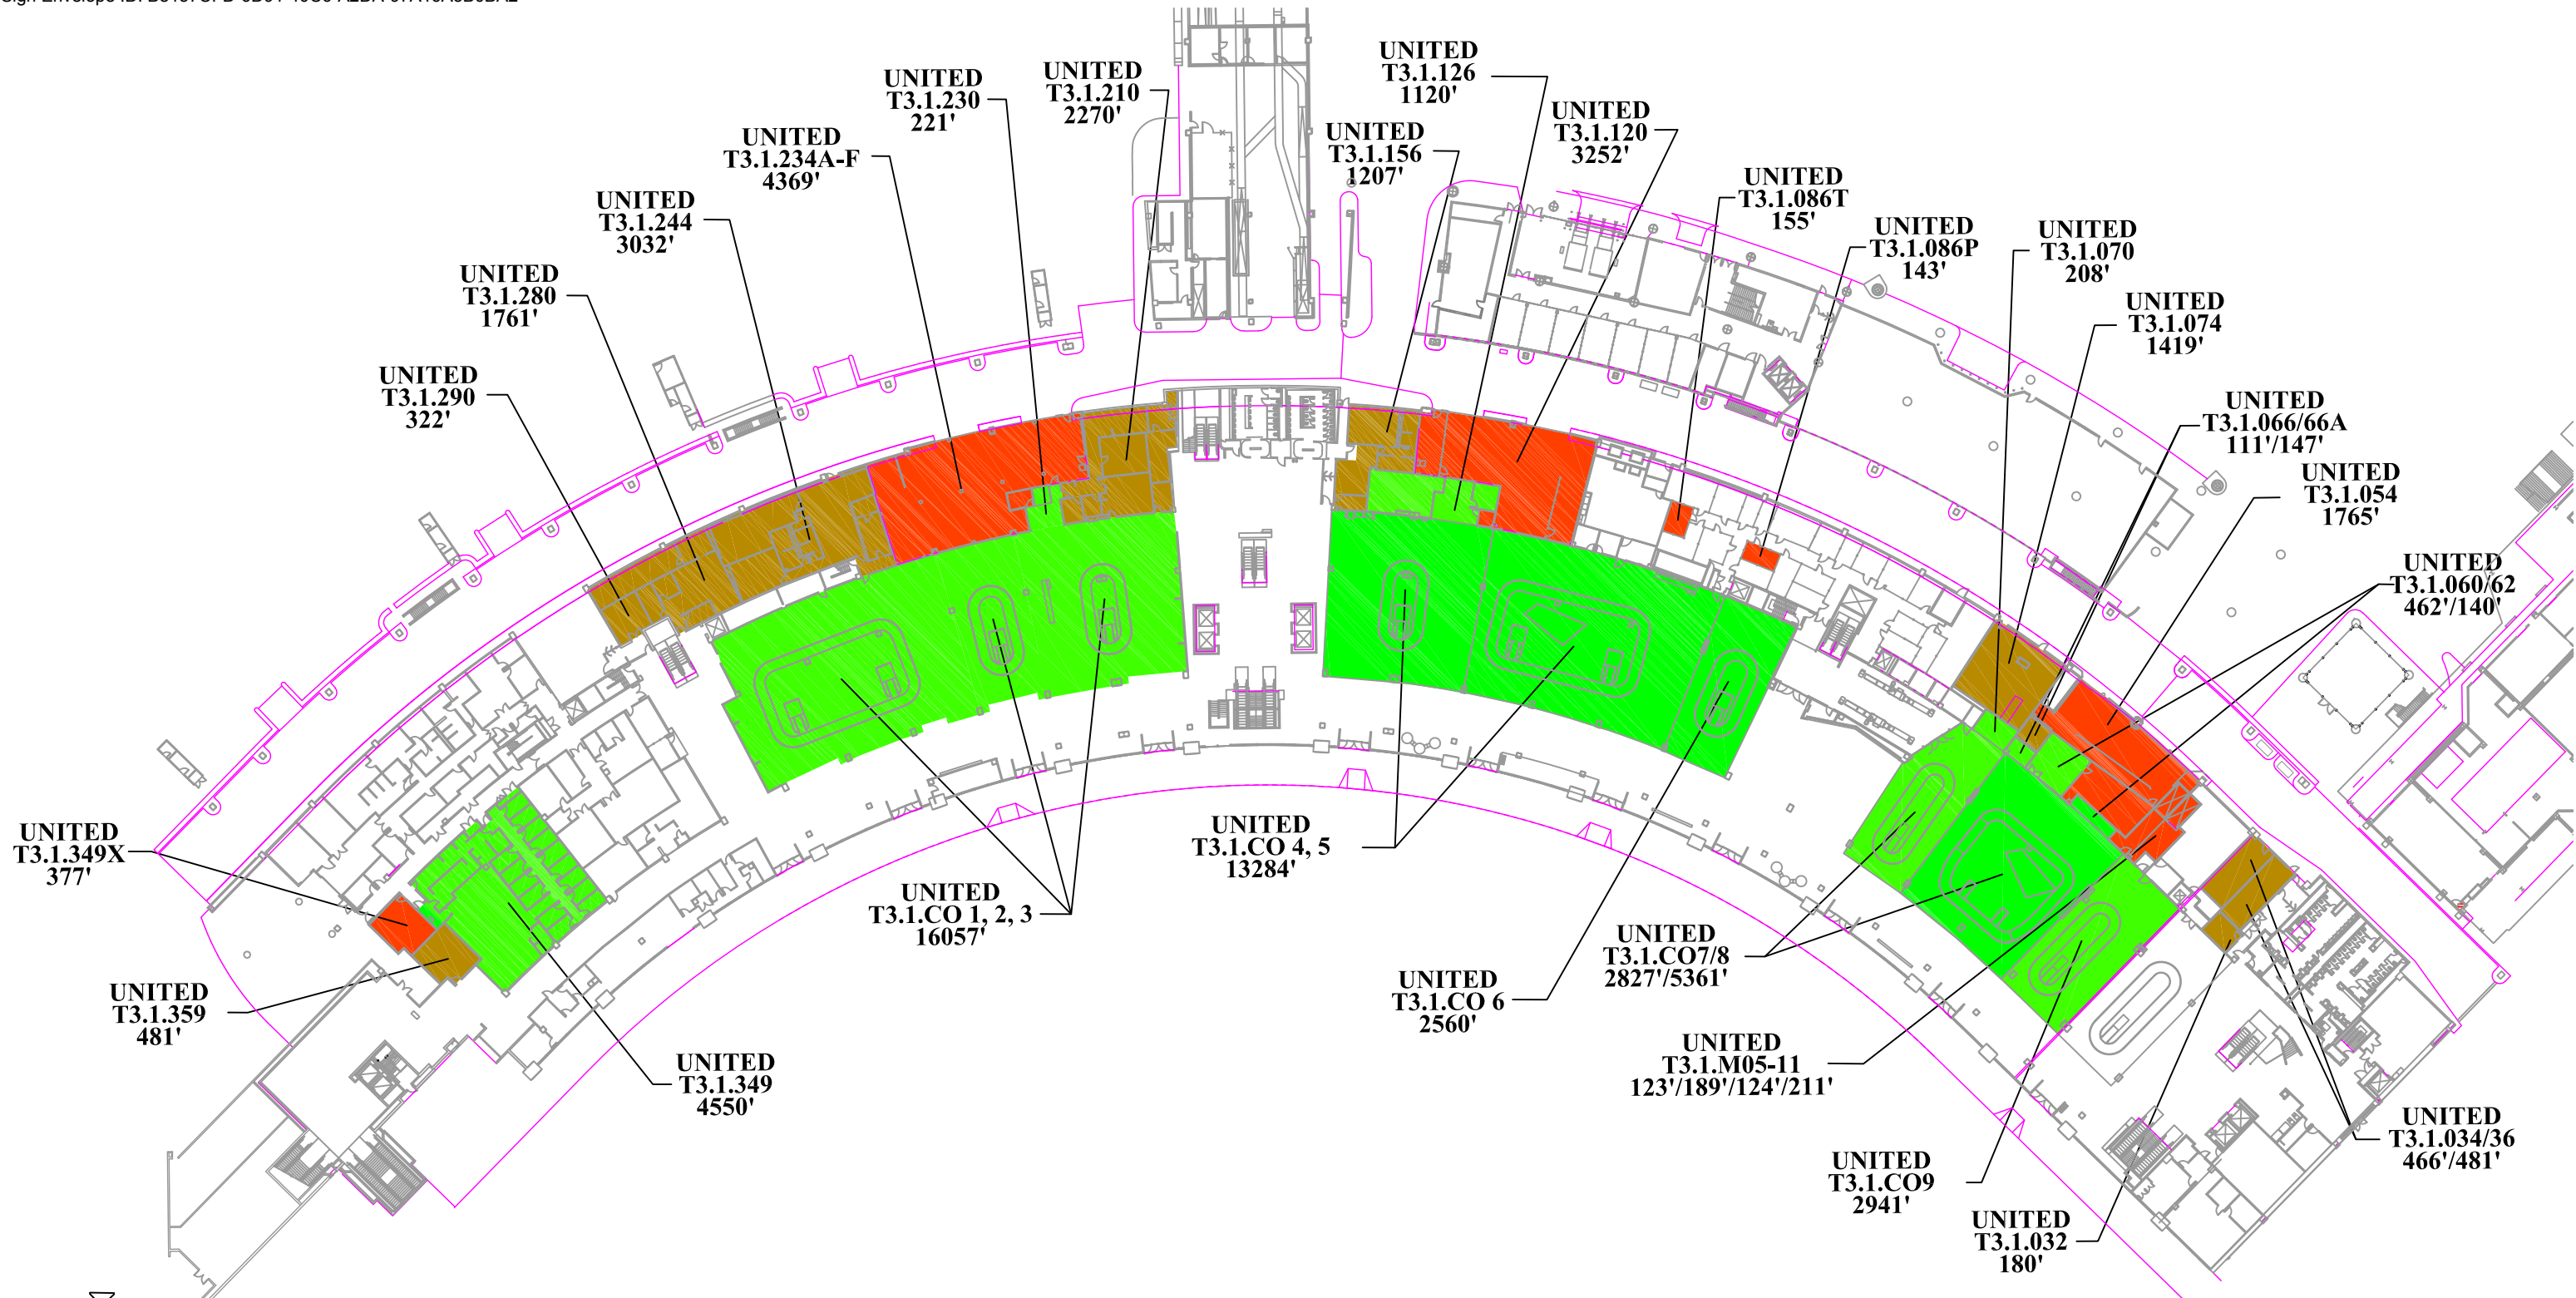 UNITED
T3.1.126
1120'
UNITED
T3.1.230
221'
UNITED
T3.1.210
2270'
UNITED
T3.1.120
3252'
UNITED
T3.1.234A-F
4369'
UNITED
T3.1.156
1207'
UNITED
T3.1.086T
155'
UNITED
T3.1.244
3032'
UNITED
T3.1.086P
143'
UNITED
T3.1.070
208'
UNITED
T3.1.280
1761'
UNITED
T3.1.074
1419'
UNITED
T3.1.290
322'
UNITED
T3.1.066/66A
111'/147'
UNITED
T3.1.054
1765'
UNITED
T3.1.060/62
462'/140'
UNITED
T3.1.349X
377'
UNITED
T3.1.CO 4, 5
13284'
UNITED
T3.1.CO 1, 2, 3
16057'
UNITED
T3.1.CO7/8
2827'/5361'
UNITED
T3.1.CO 6
2560'
UNITED
T3.1.359
481'
UNITED
T3.1.349
4550'
UNITED
T3.1.M05-11
123'/189'/124'/211'
UNITED
T3.1.034/36
466'/481'
UNITED
T3.1.CO9
2941'
UNITED
T3.1.032
180'